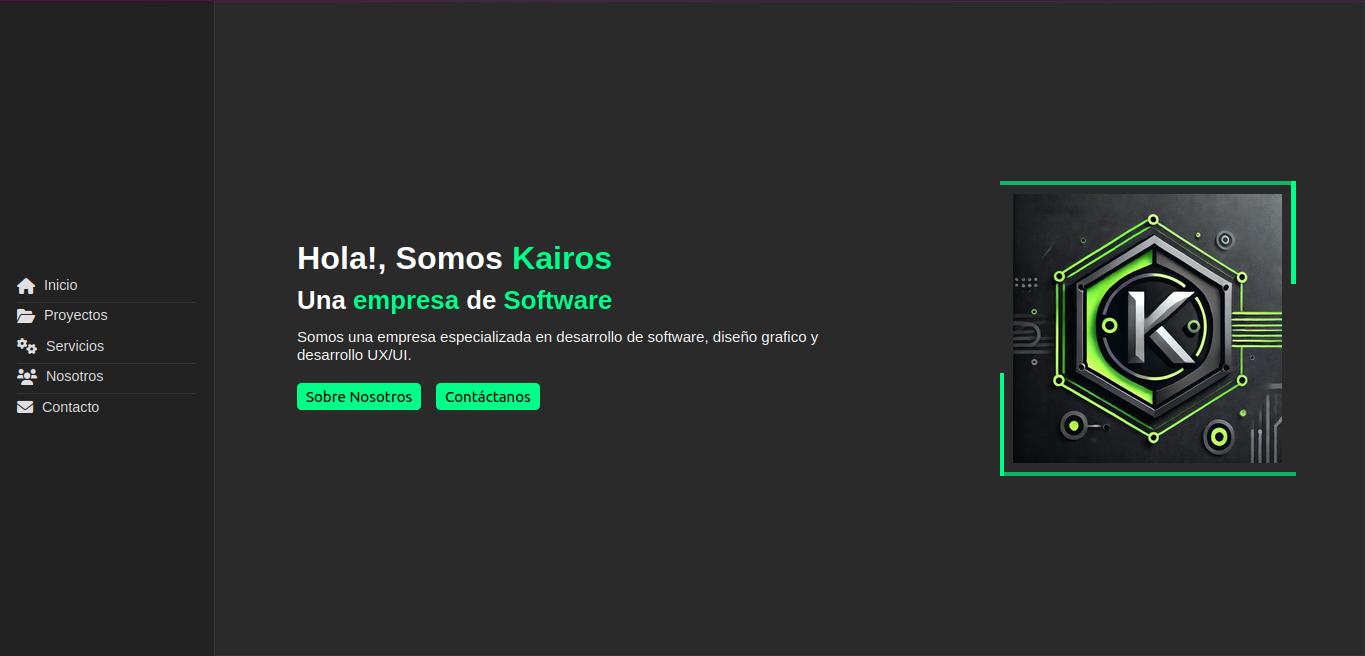 Inicio
Proyectos
Servicios
Nosotros
Contacto
Hola!, Somos Kairos
Una empresa de Software
Somos una empresa especializada en desarrollo de software, diseño grafico y
desarrollo UX/UI.
Sobre Nosotros
Contáctanos
K